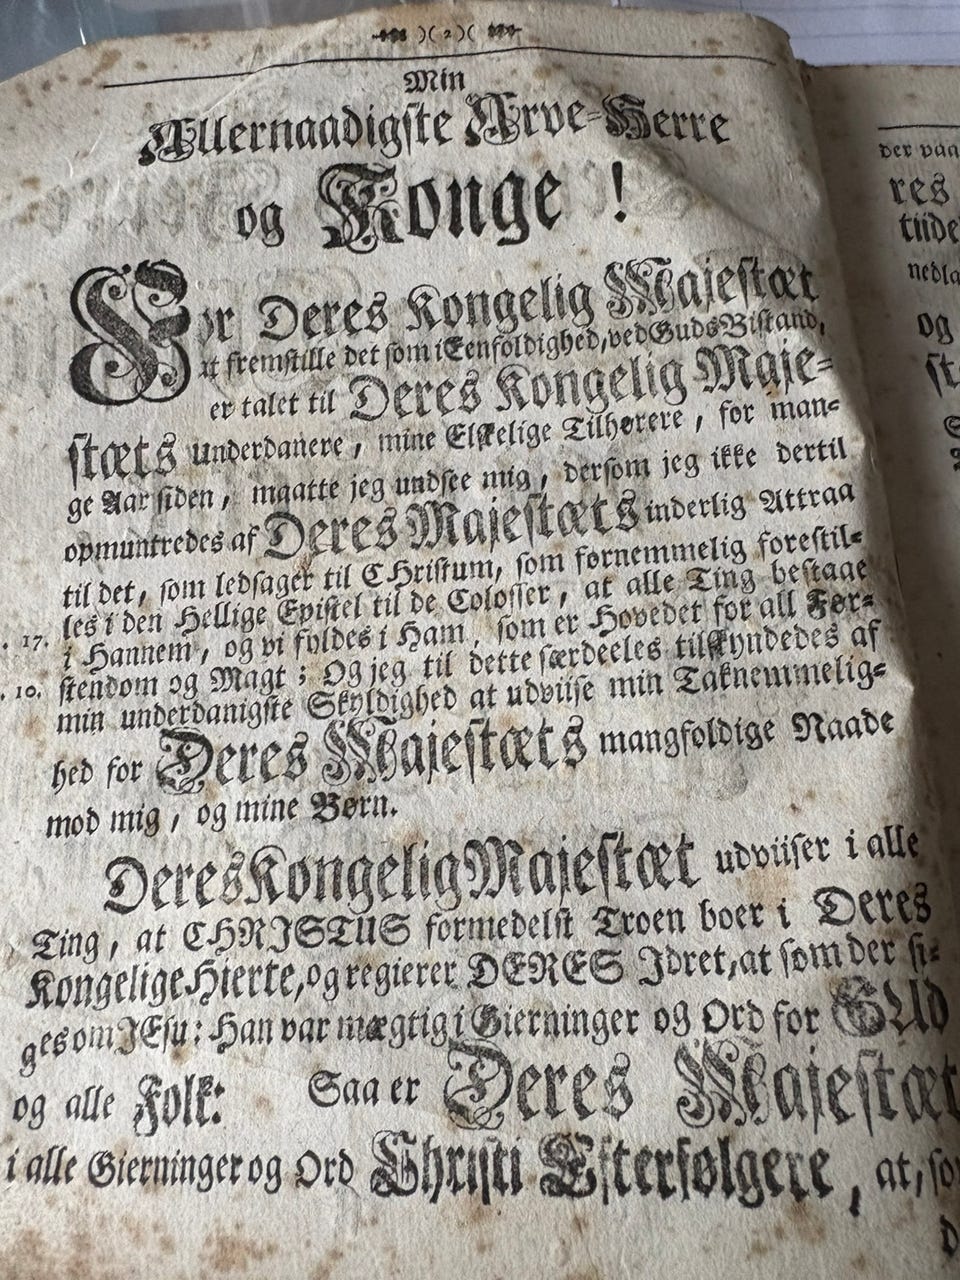 )( 2 )(
Min
Allernaadigste Arve-Herre
og Konge !
For Deres Kongelig Majestæt
at fremstille det som i Eenfoldighed, ved Guds Bistand,
er talet til Deres Kongelig Maje-
stæts underdanere, mine Elskelige Tilhørere, for man-
ge Aar siden, maatte jeg undsee mig, dersom jeg ikke dertil
opmuntredes af Deres Majestæts inderlig Attraa
til det, som ledsager til CHristum, som fornemmelig forestil-
les i den Hellige Epistel til de Colosser, at alle Ting bestaae
. 17. i Hannem, og vi fyldes i Ham, som er Hovedet for all Før-
. 10. stendom og Magt; Og jeg til dette særdeeles tilskyndedes af
min underdanigste Skyldighed at udviise min Taknemmelig-
hed for Deres Majestæts mangfoldige Naade
mod mig, og mine Børn.
Deres Kongelig Majestæt udviiser i alle
Ting, at CHRISTUS formedelst Troen boer i Deres
Kongelige Hierte, og regierer DERES Idret, at som der si-
ges om JEsu: Han var mægtig i Gierninger og Ord for GUd
og alle Folk: Saa er Deres Majestæt
i alle Gierninger og Ord Christi Efterfølgere, at, so
der vaa
res
tiide
nedla
og
st